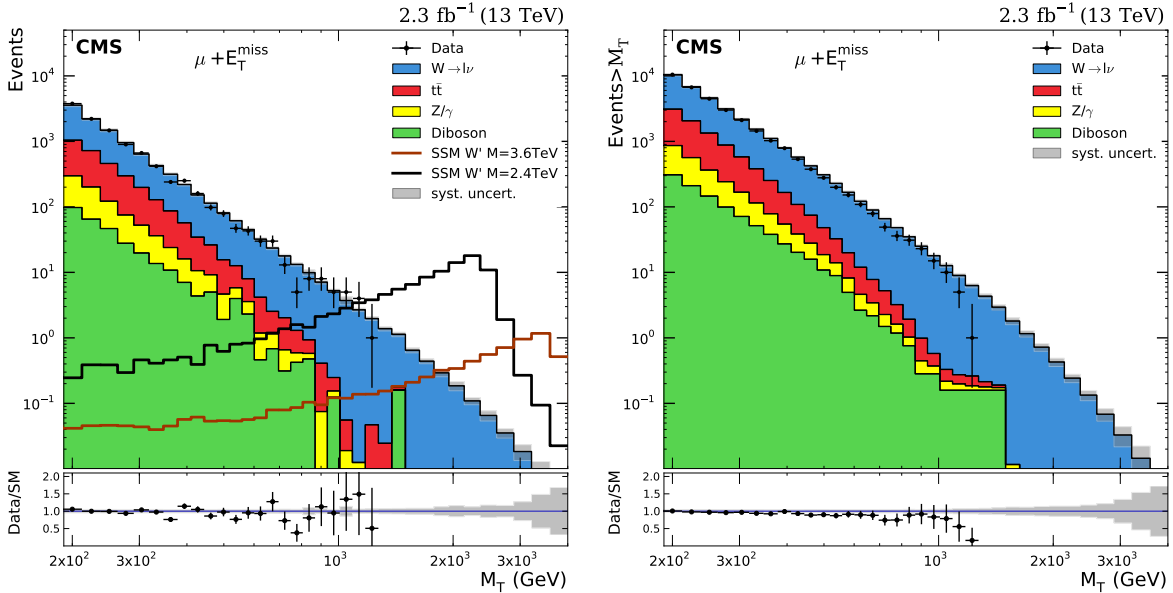 2.3 fb⁻¹ (13 TeV)
CMS
μ + E_T^miss
Events
Data
W→lν
tt̄
Z/γ
Diboson
SSM W' M=3.6TeV
SSM W' M=2.4TeV
syst. uncert.
10⁴
10³
10²
10¹
10⁰
10⁻¹
Data/SM
2.0
1.5
1.0
0.5
2x10² 3x10² 10³ 2x10³ 3x10³
M_T (GeV)
2.3 fb⁻¹ (13 TeV)
CMS
μ + E_T^miss
Events>M_T
Data
W→lν
tt̄
Z/γ
Diboson
syst. uncert.
10⁴
10³
10²
10¹
10⁰
10⁻¹
Data/SM
2.0
1.5
1.0
0.5
2x10² 3x10² 10³ 2x10³ 3x10³
M_T (GeV)